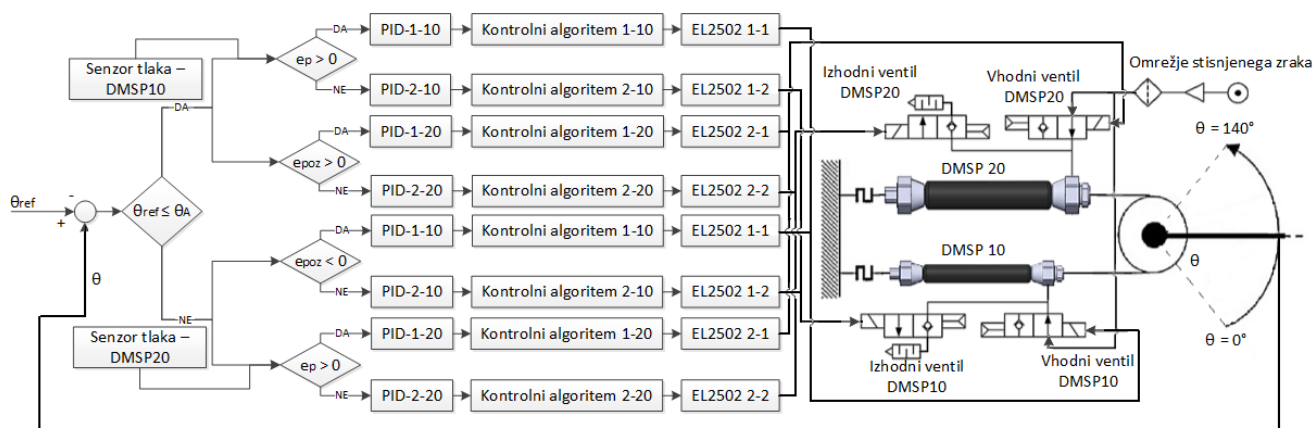 Senzor tlaka –
DMSP10
θref
-
+
θ
θref ≤ θA
DA
NE
Senzor tlaka –
DMSP20
ep > 0
DA
NE
epoz > 0
DA
NE
epoz < 0
DA
NE
ep > 0
DA
NE
PID-1-10
Kontrolni algoritem 1-10
EL2502 1-1
PID-2-10
Kontrolni algoritem 2-10
EL2502 1-2
PID-1-20
Kontrolni algoritem 1-20
EL2502 2-1
PID-2-20
Kontrolni algoritem 2-20
EL2502 2-2
PID-1-10
Kontrolni algoritem 1-10
EL2502 1-1
PID-2-10
Kontrolni algoritem 2-10
EL2502 1-2
PID-1-20
Kontrolni algoritem 1-20
EL2502 2-1
PID-2-20
Kontrolni algoritem 2-20
EL2502 2-2
Izhodni ventil
DMSP20
Vhodni ventil
DMSP20
Omrežje stisnjenega zraka
θ = 140°
DMSP 20
DMSP 10
θ
θ = 0°
Izhodni ventil
DMSP10
Vhodni ventil
DMSP10